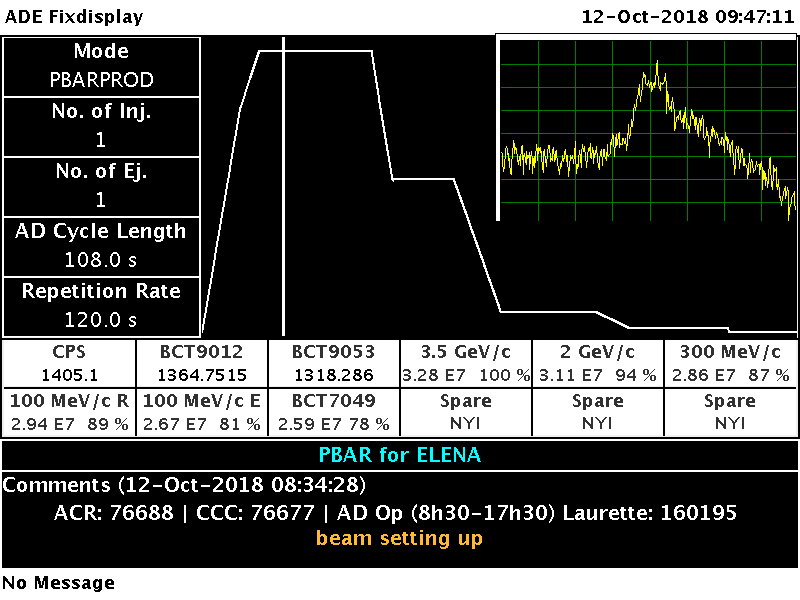 ADE Fixdisplay 12-Oct-2018 09:47:11
Mode
PBARPROD
No. of Inj.
1
No. of Ej.
1
AD Cycle Length
108.0 s
Repetition Rate
120.0 s
CPS BCT9012 BCT9053 3.5 GeV/c 2 GeV/c 300 MeV/c
1405.1 1364.7515 1318.286 3.28 E7 100 % 3.11 E7 94 % 2.86 E7 87 %
100 MeV/c R 100 MeV/c E BCT7049 Spare Spare Spare
2.94 E7 89 % 2.67 E7 81 % 2.59 E7 78 % NYI NYI NYI
PBAR for ELENA
Comments (12-Oct-2018 08:34:28)
ACR: 76688 | CCC: 76677 | AD Op (8h30-17h30) Laurette: 160195
beam setting up
No Message